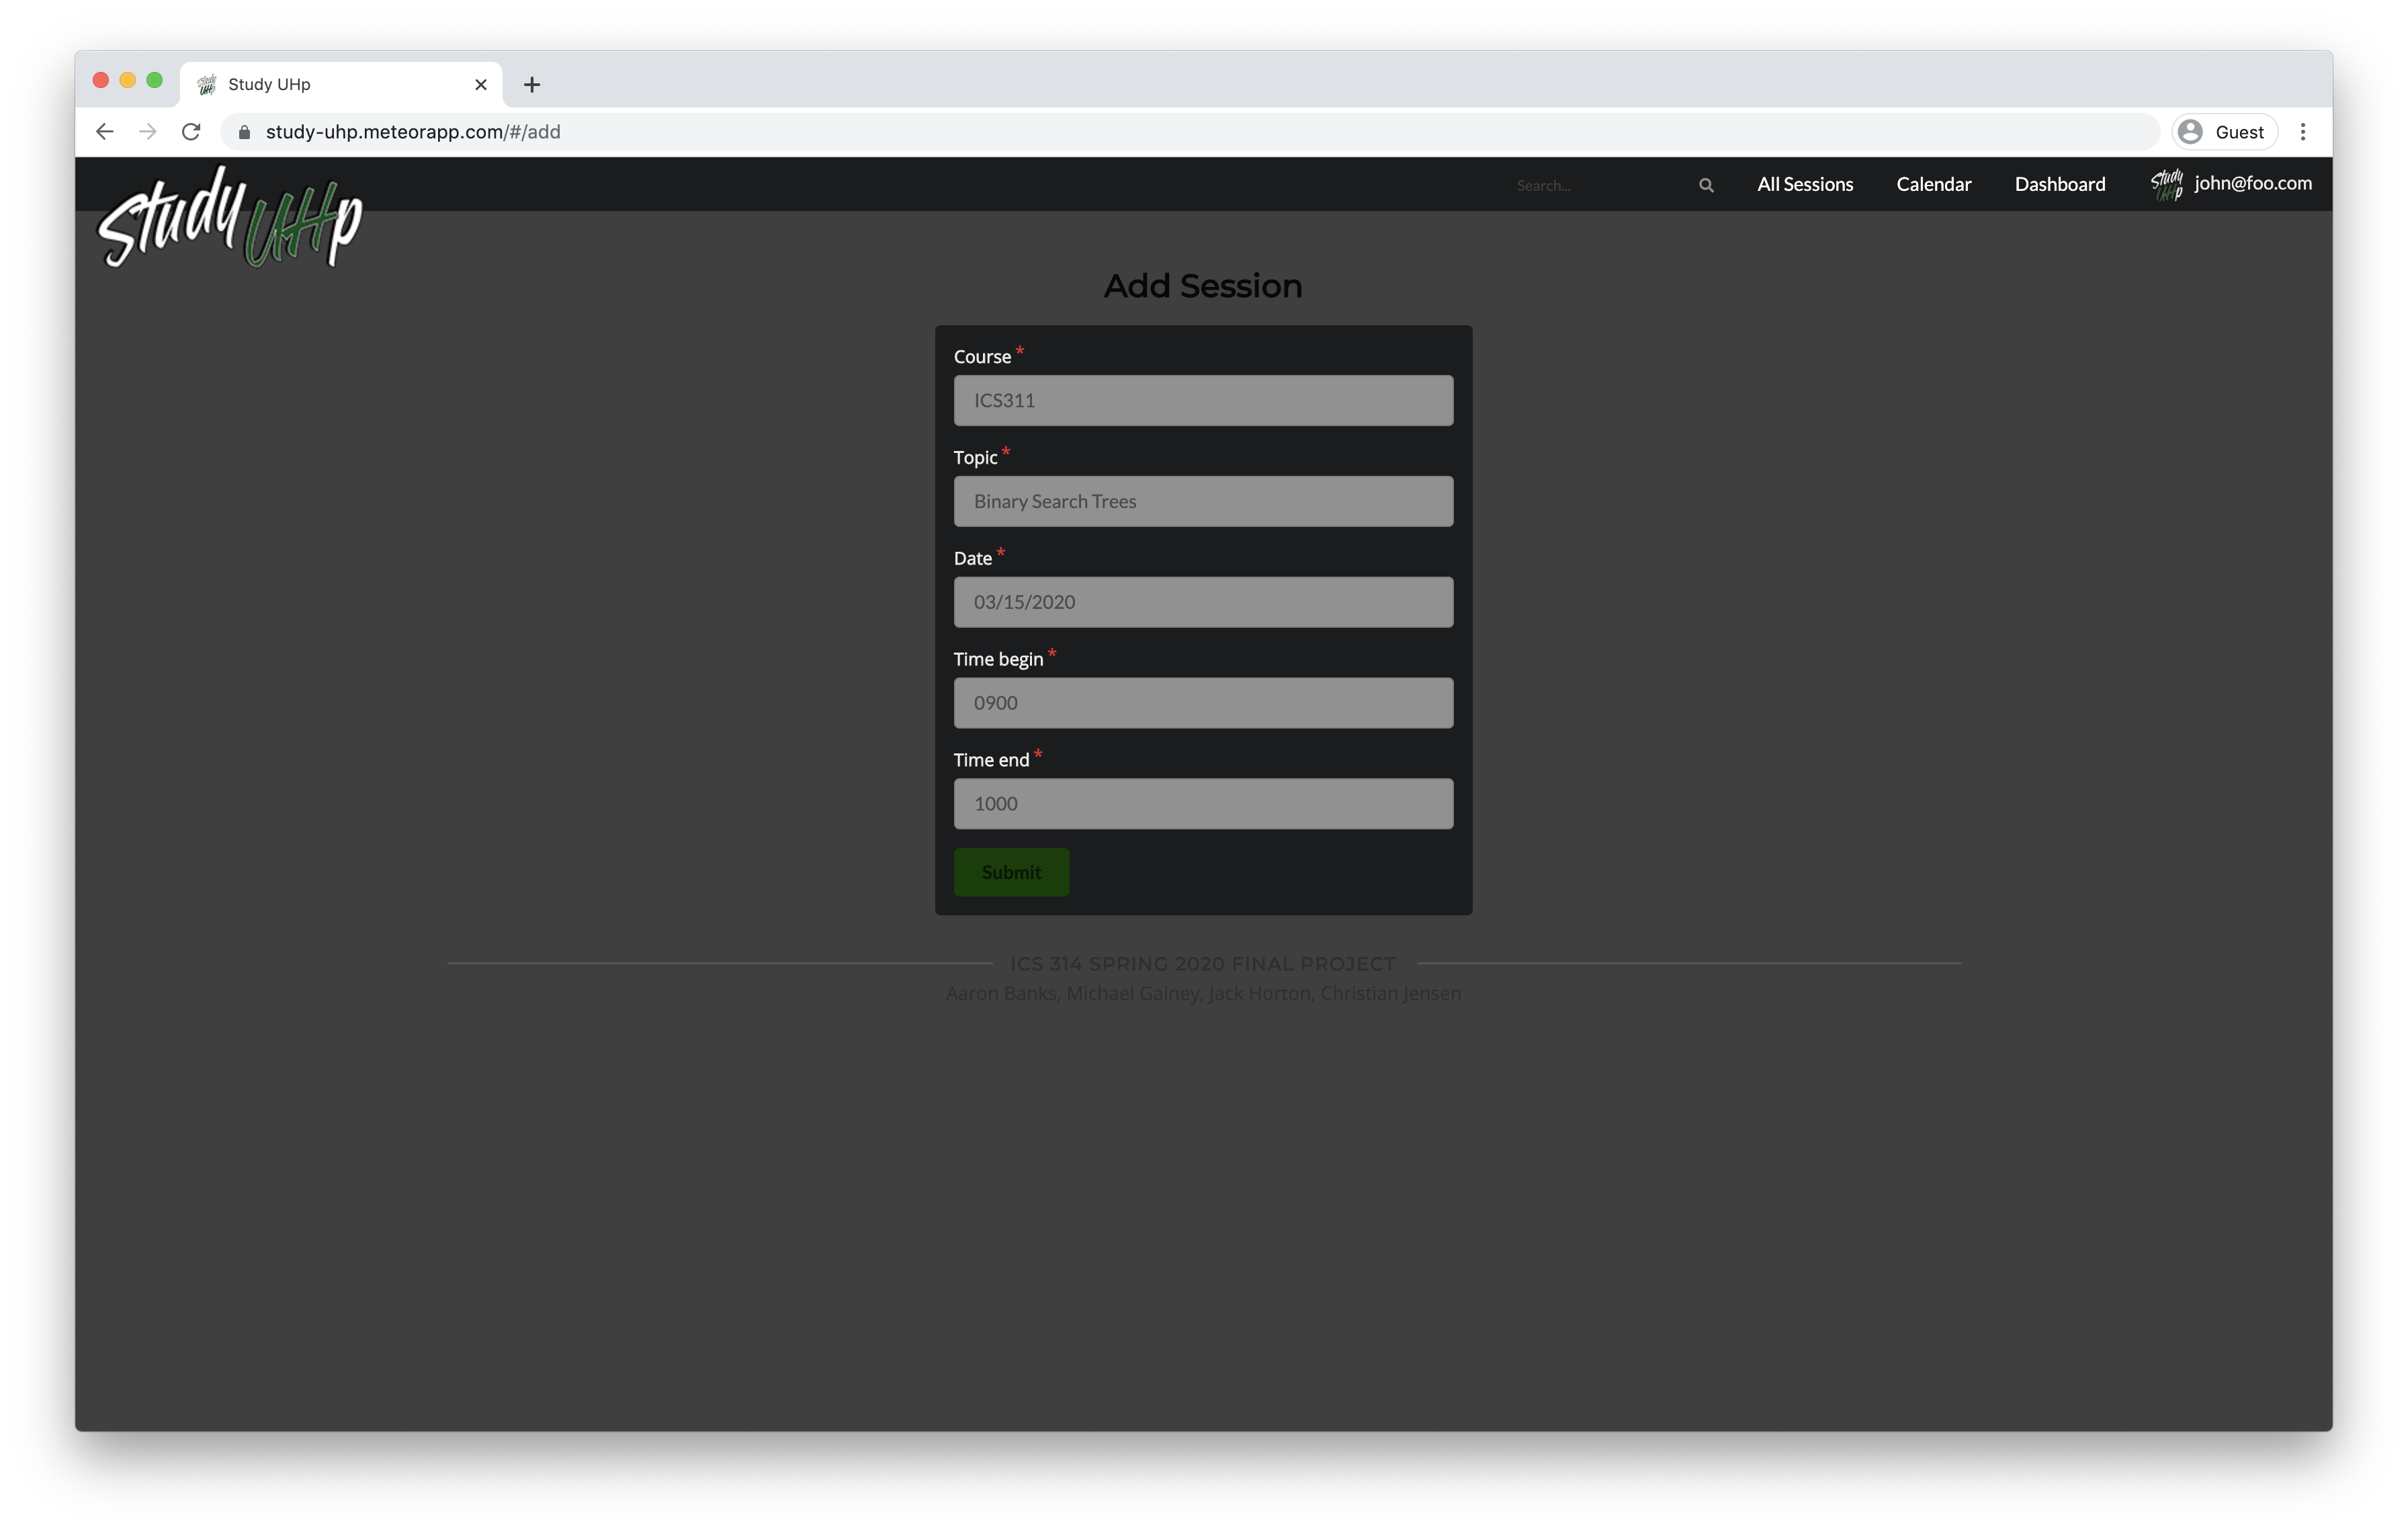 Study UHp
study-uhp.meteorapp.com/#/add
Guest
Study UHp
Search...
All Sessions
Calendar
Dashboard
Study UHp
john@foo.com
Add Session
Course *
ICS311
Topic *
Binary Search Trees
Date *
03/15/2020
Time begin *
0900
Time end *
1000
Submit
ICS 314 SPRING 2020 FINAL PROJECT
Aaron Banks, Michael Gainey, Jack Horton, Christian Jensen